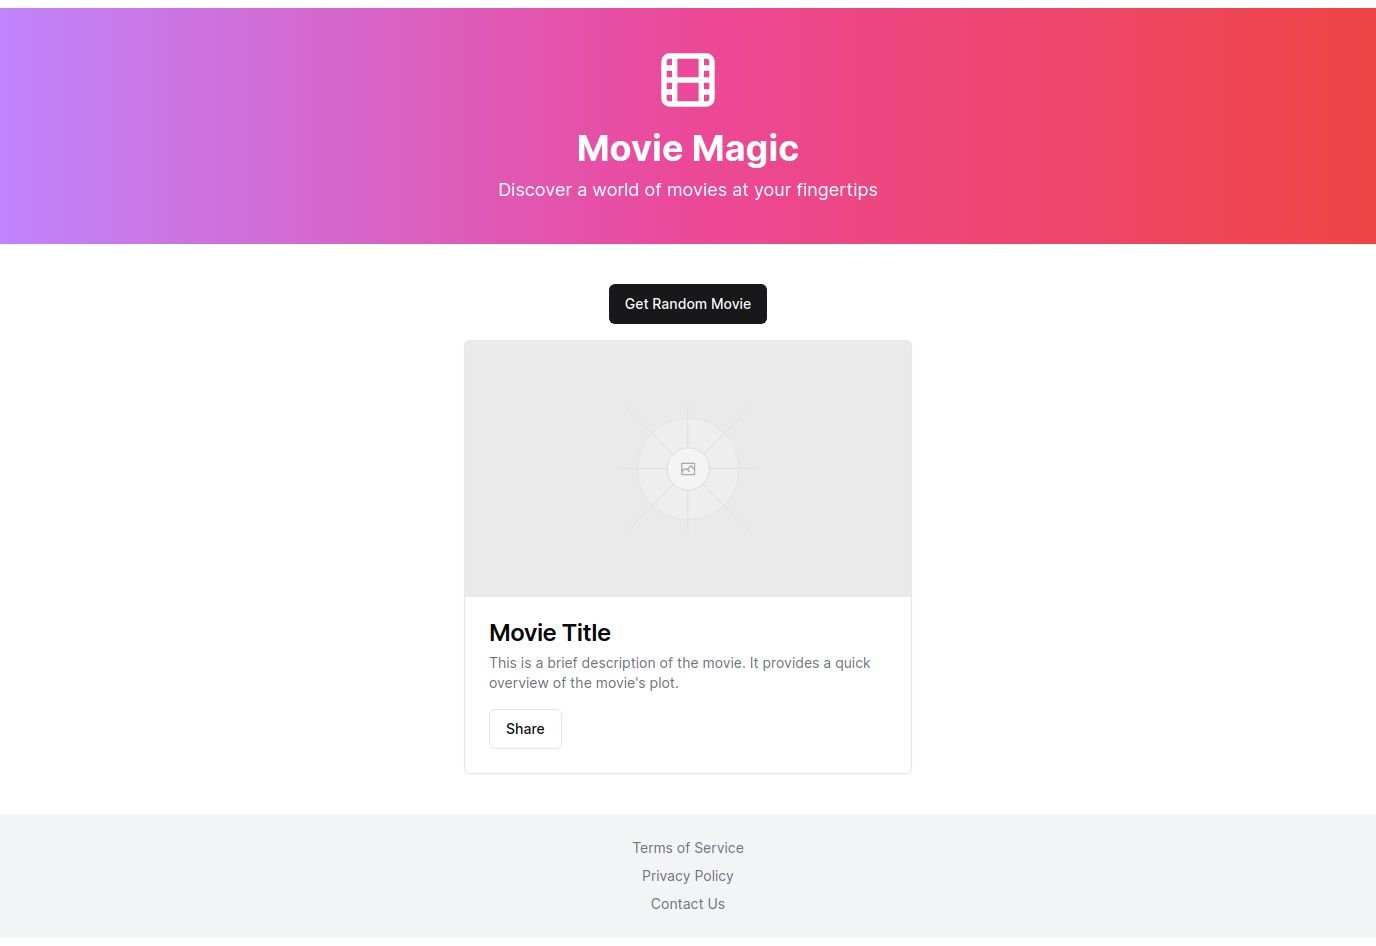 Movie Magic
Discover a world of movies at your fingertips
Get Random Movie
Movie Title
This is a brief description of the movie. It provides a quick
overview of the movie's plot.
Share
Terms of Service
Privacy Policy
Contact Us